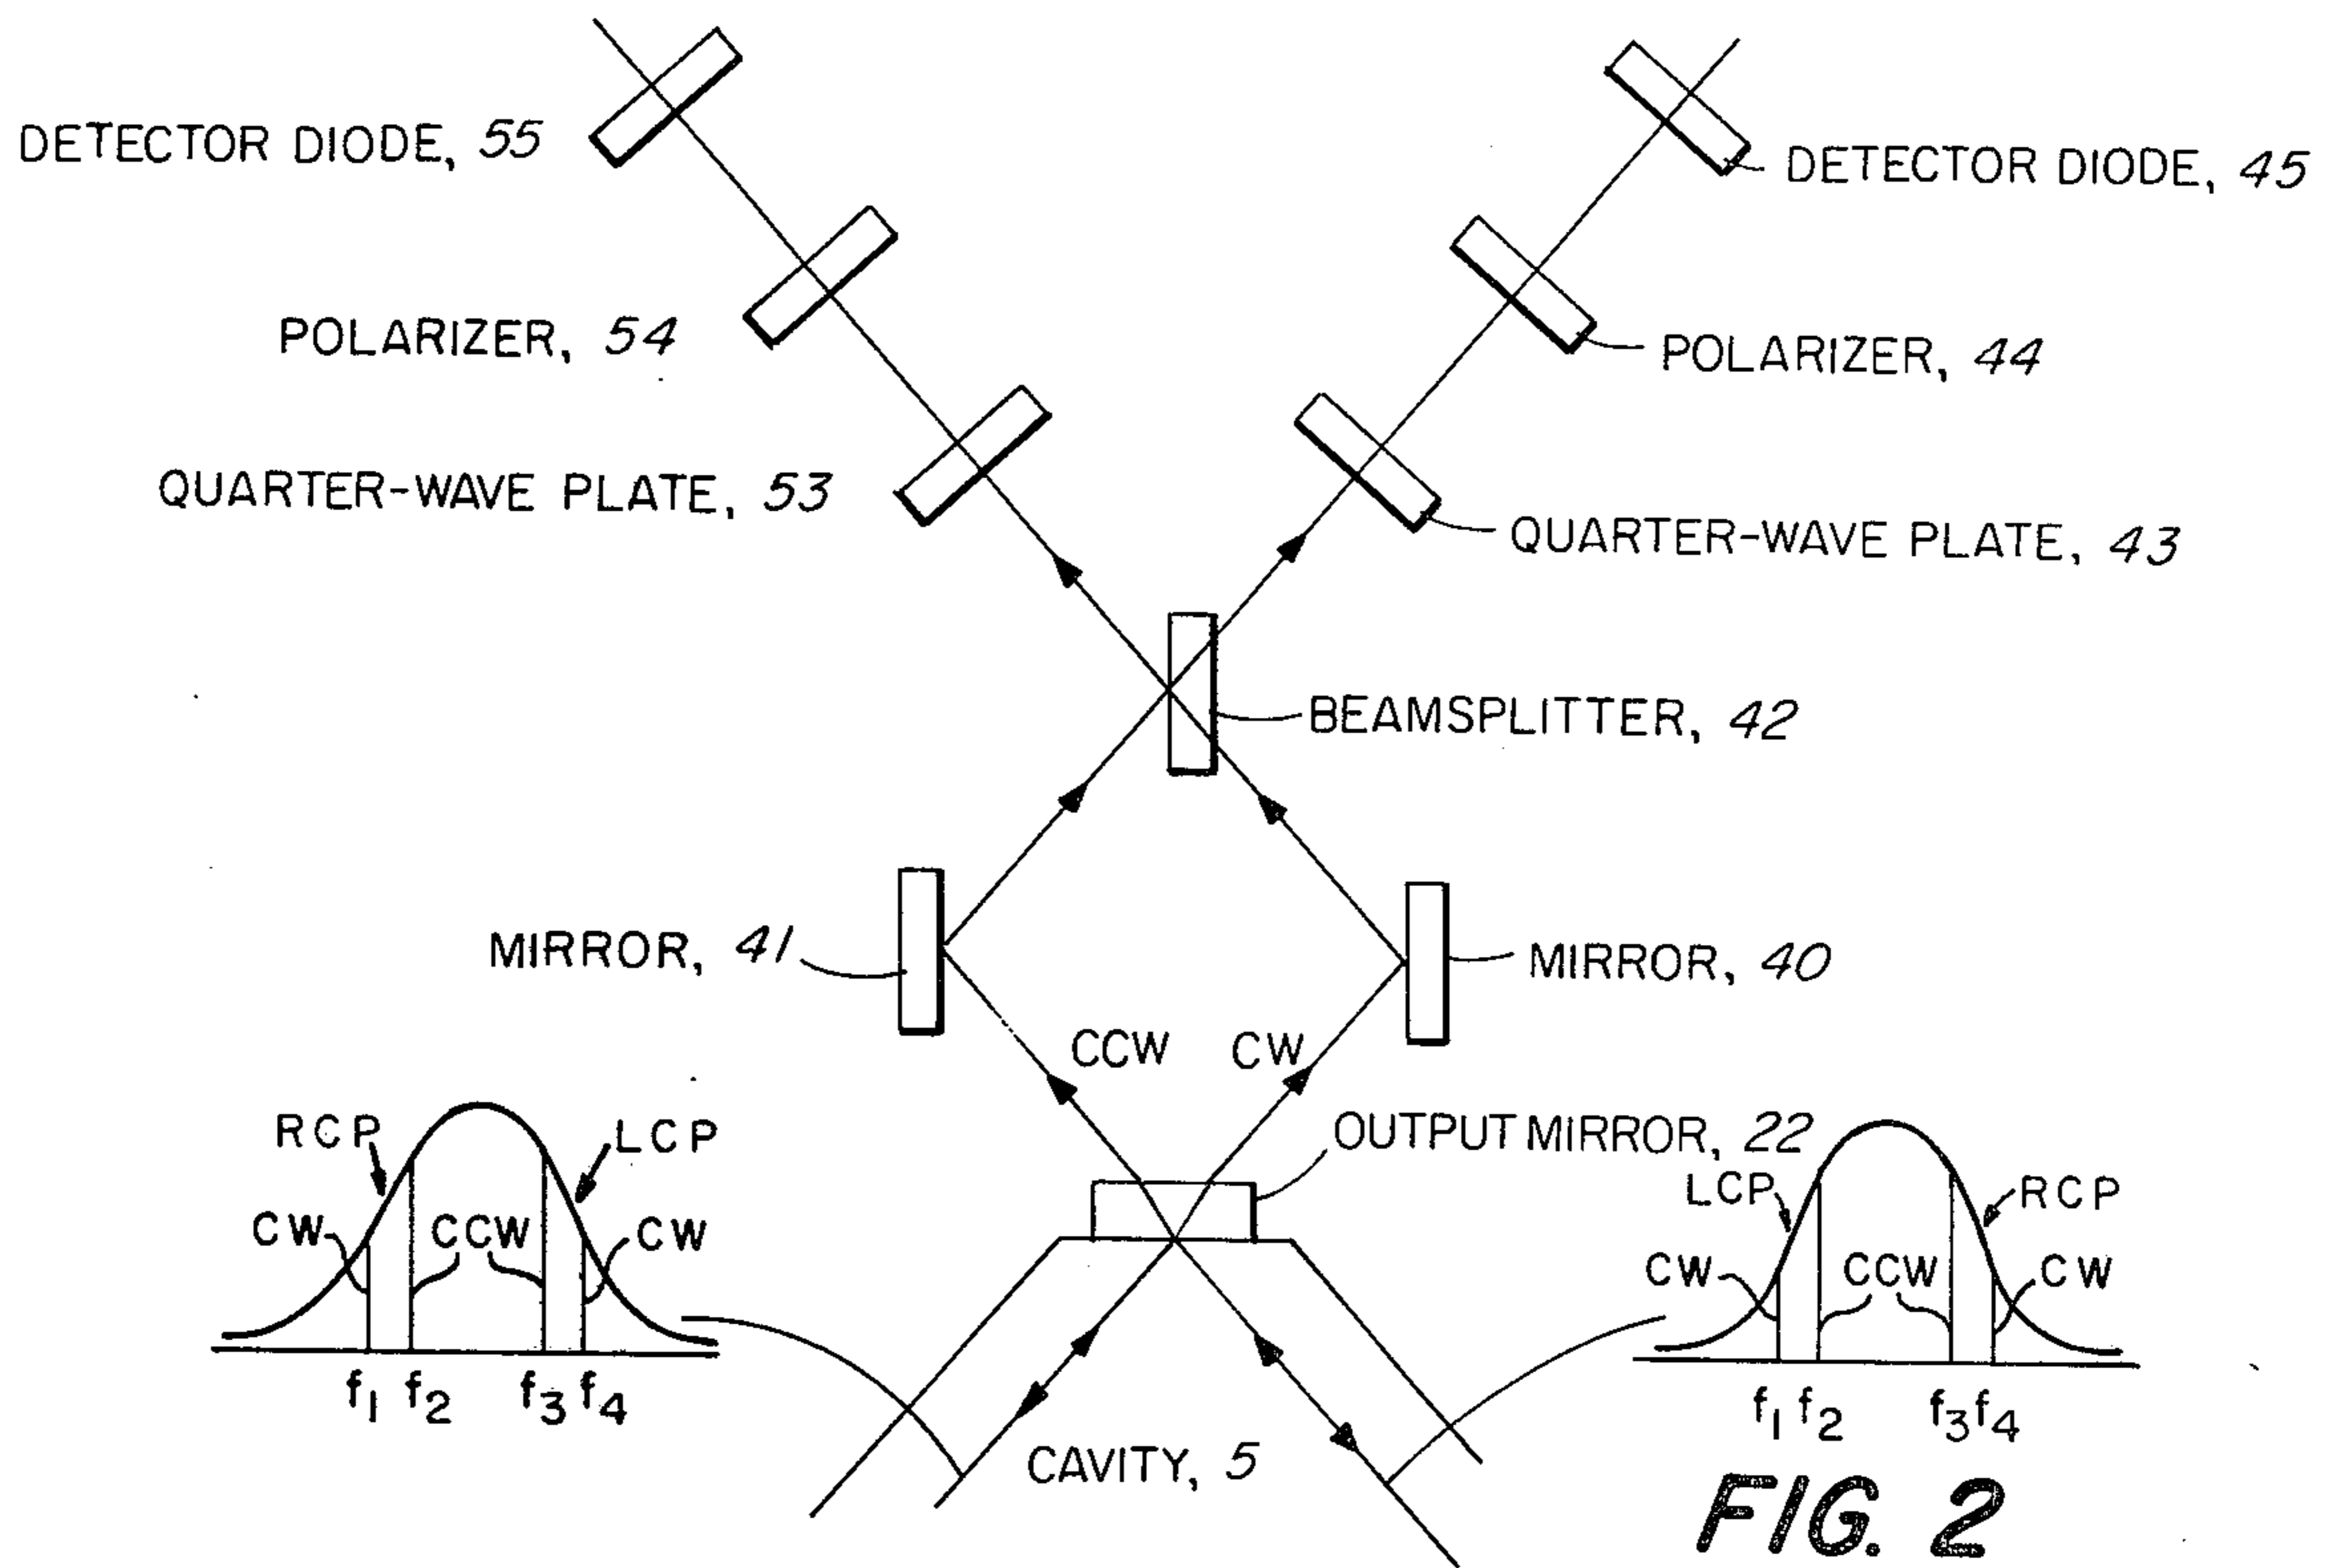 DETECTOR DIODE, 55
DETECTOR DIODE, 45
POLARIZER, 54
POLARIZER, 44
QUARTER-WAVE PLATE, 53
QUARTER-WAVE PLATE, 43
BEAMSPLITTER, 42
MIRROR, 41
MIRROR, 40
CCW
CW
OUTPUT MIRROR, 22
RCP
LCP
CW
CCW
CW
f1 f2 f3 f4
LCP
RCP
CW
CCW
CW
f1 f2 f3 f4
CAVITY, 5
FIG. 2